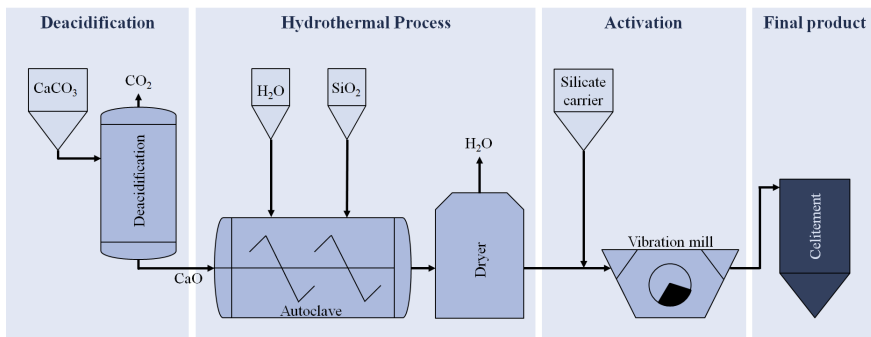 Deacidification
Hydrothermal Process
Activation
Final product
CaCO₃
CO₂
Deacidification
CaO
H₂O
SiO₂
Autoclave
H₂O
Dryer
Silicate
carrier
Vibration mill
Celitement